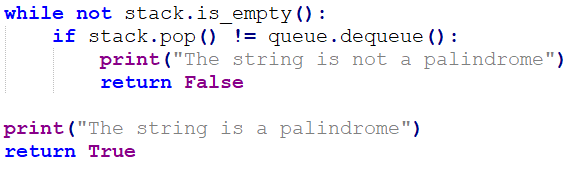 while not stack.is_empty():
    if stack.pop() != queue.dequeue():
        print("The string is not a palindrome")
        return False

print("The string is a palindrome")
return True